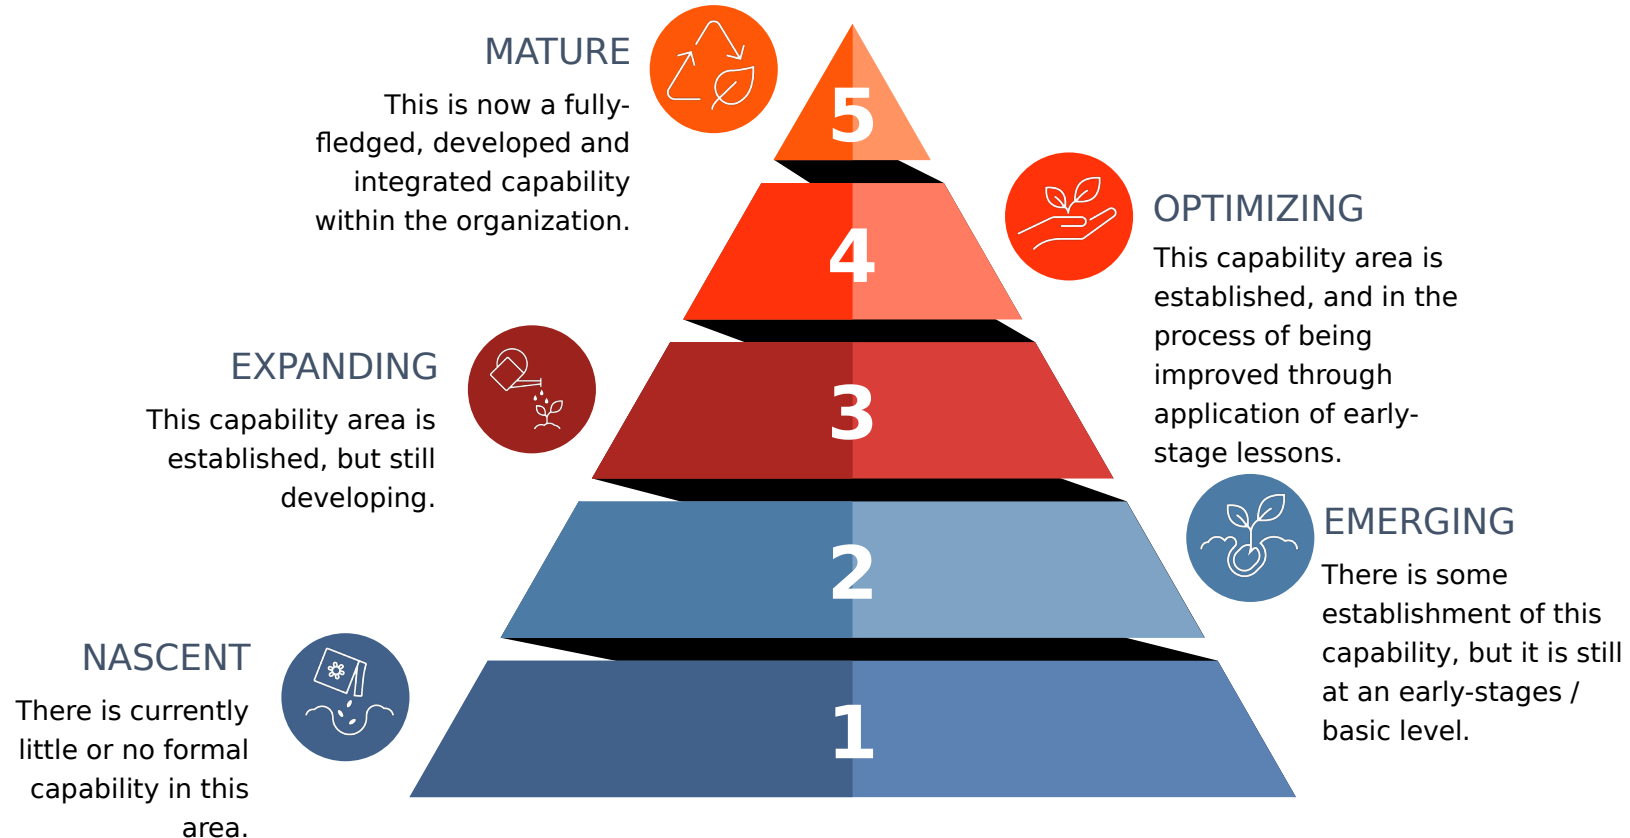 MATURE
This is now a fully-
fledged, developed and
integrated capability
within the organization.
5
OPTIMIZING
This capability area is
established, and in the
process of being
improved through
application of early-
stage lessons.
4
EXPANDING
This capability area is
established, but still
developing.
3
EMERGING
There is some
establishment of this
capability, but it is still
at an early-stages /
basic level.
2
NASCENT
There is currently
little or no formal
capability in this
area.
1